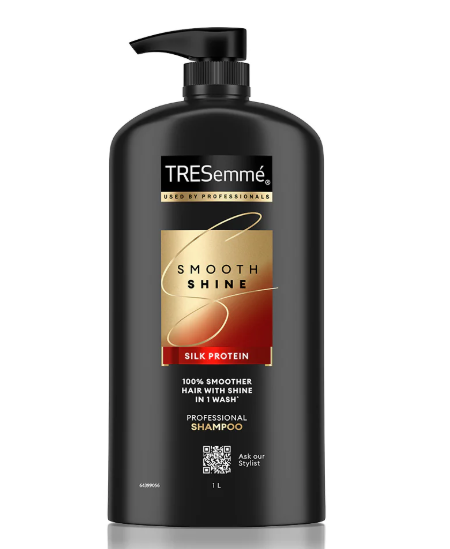 TRESemmé®
USED BY PROFESSIONALS
SMOOTH
SHINE
SILK PROTEIN
100% SMOOTHER
HAIR WITH SHINE
IN 1 WASH*
PROFESSIONAL
SHAMPOO
Ask our
Stylist
1 L